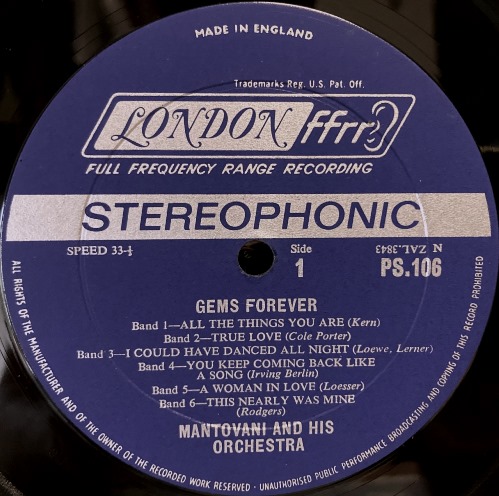 MADE IN ENGLAND
Trademarks Reg. U.S. Pat. Off.
LONDON ffrr
FULL FREQUENCY RANGE RECORDING
STEREOPHONIC
SPEED 33⅓
Side
1
N ZAL.3843
PS.106
GEMS FOREVER
Band 1—ALL THE THINGS YOU ARE (Kern)
Band 2—TRUE LOVE (Cole Porter)
Band 3—I COULD HAVE DANCED ALL NIGHT (Loewe, Lerner)
Band 4—YOU KEEP COMING BACK LIKE
A SONG (Irving Berlin)
Band 5—A WOMAN IN LOVE (Loesser)
Band 6—THIS NEARLY WAS MINE
(Rodgers)
MANTOVANI AND HIS
ORCHESTRA
ALL RIGHTS OF THE MANUFACTURER AND OF THE OWNER OF THE RECORDED WORK RESERVED · UNAUTHORISED PUBLIC PERFORMANCE BROADCASTING AND COPYING OF THIS RECORD PROHIBITED